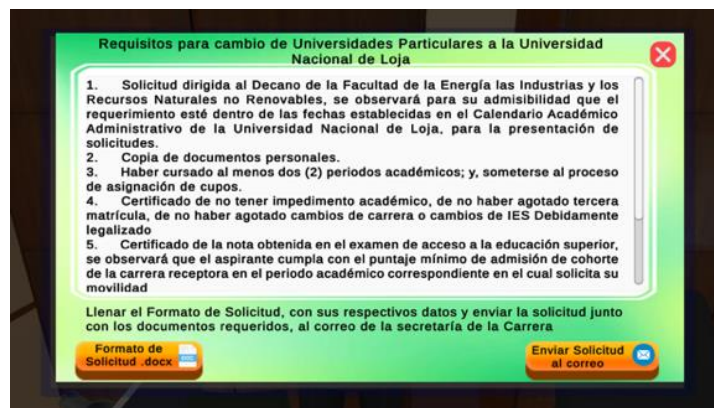 Requisitos para cambio de Universidades Particulares a la Universidad
Nacional de Loja
1. Solicitud dirigida al Decano de la Facultad de la Energía las Industrias y los
Recursos Naturales no Renovables, se observará para su admisibilidad que el
requerimiento esté dentro de las fechas establecidas en el Calendario Académico
Administrativo de la Universidad Nacional de Loja, para la presentación de
solicitudes.
2. Copia de documentos personales.
3. Haber cursado al menos dos (2) periodos académicos; y, someterse al proceso
de asignación de cupos.
4. Certificado de no tener impedimento académico, de no haber agotado tercera
matrícula, de no haber agotado cambios de carrera o cambios de IES Debidamente
legalizado
5. Certificado de la nota obtenida en el examen de acceso a la educación superior,
se observará que el aspirante cumpla con el puntaje mínimo de admisión de cohorte
de la carrera receptora en el periodo académico correspondiente en el cual solicita su
movilidad
Llenar el Formato de Solicitud, con sus respectivos datos y enviar la solicitud junto
con los documentos requeridos, al correo de la secretaría de la Carrera
Formato de
Solicitud .docx
Enviar Solicitud
al correo